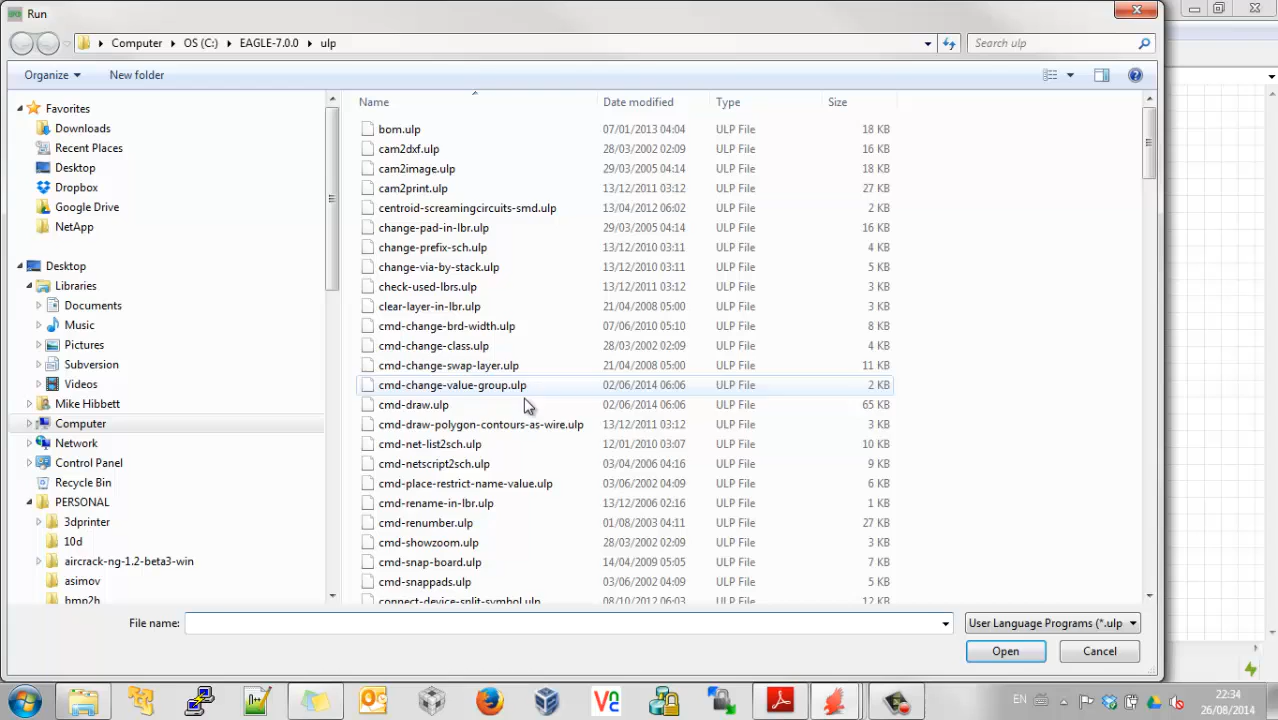 Run
Computer OS (C:) EAGLE-7.0.0 ulp
Search ulp
Organize New folder
Favorites
Downloads
Recent Places
Desktop
Dropbox
Google Drive
NetApp
Desktop
Libraries
Documents
Music
Pictures
Subversion
Videos
Mike Hibbett
Computer
Network
Control Panel
Recycle Bin
PERSONAL
3dprinter
10d
aircrack-ng-1.2-beta3-win
asimov
bmp2h
Name Date modified Type Size
bom.ulp 07/01/2013 04:04 ULP File 18 KB
cam2dxf.ulp 28/03/2002 02:09 ULP File 16 KB
cam2image.ulp 29/03/2005 04:14 ULP File 18 KB
cam2print.ulp 13/12/2011 03:12 ULP File 27 KB
centroid-screamingcircuits-smd.ulp 13/04/2012 06:02 ULP File 2 KB
change-pad-in-lbr.ulp 29/03/2005 04:14 ULP File 16 KB
change-prefix-sch.ulp 13/12/2010 03:11 ULP File 4 KB
change-via-by-stack.ulp 13/12/2010 03:11 ULP File 5 KB
check-used-lbrs.ulp 13/12/2011 03:12 ULP File 3 KB
clear-layer-in-lbr.ulp 21/04/2008 05:00 ULP File 3 KB
cmd-change-brd-width.ulp 07/06/2010 05:10 ULP File 8 KB
cmd-change-class.ulp 28/03/2002 02:09 ULP File 4 KB
cmd-change-swap-layer.ulp 21/04/2008 05:00 ULP File 11 KB
cmd-change-value-group.ulp 02/06/2014 06:06 ULP File 2 KB
cmd-draw.ulp 02/06/2014 06:06 ULP File 65 KB
cmd-draw-polygon-contours-as-wire.ulp 13/12/2011 03:12 ULP File 3 KB
cmd-net-list2sch.ulp 12/01/2010 03:07 ULP File 10 KB
cmd-netscript2sch.ulp 03/04/2006 04:16 ULP File 9 KB
cmd-place-restrict-name-value.ulp 03/06/2002 04:09 ULP File 6 KB
cmd-rename-in-lbr.ulp 13/12/2006 02:16 ULP File 1 KB
cmd-renumber.ulp 01/08/2003 04:11 ULP File 27 KB
cmd-showzoom.ulp 28/03/2002 02:09 ULP File 3 KB
cmd-snap-board.ulp 14/04/2009 05:05 ULP File 7 KB
cmd-snappads.ulp 03/06/2002 04:09 ULP File 5 KB
connect-device-split-symbol.ulp 08/10/2012 06:03 ULP File 12 KB
File name: User Language Programs (*.ulp
Open Cancel
EN 22:34
26/08/2014